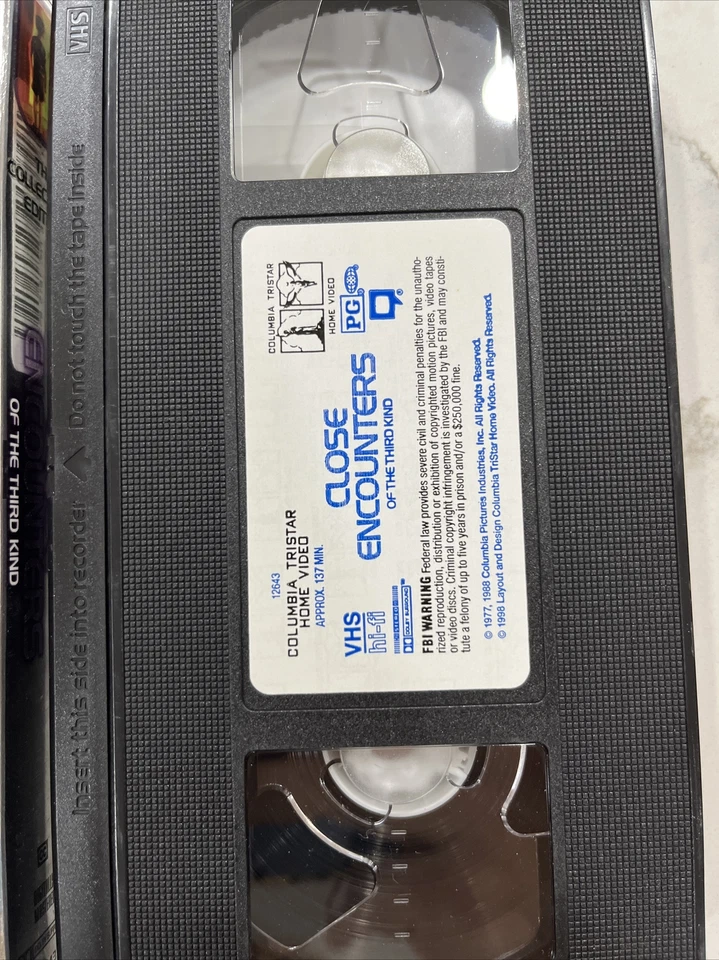 12643
COLUMBIA TRISTAR
HOME VIDEO
APPROX. 137 MIN.
VHS
hi-fi
STEREO
DOLBY SURROUND
CLOSE
ENCOUNTERS
OF THE THIRD KIND
COLUMBIA TRISTAR
HOME VIDEO
PG
®
FBI WARNING Federal law provides severe civil and criminal penalties for the unautho-
rized reproduction, distribution or exhibition of copyrighted motion pictures, video tapes
or video discs. Criminal copyright infringement is investigated by the FBI and may consti-
tute a felony of up to five years in prison and/or a $250,000 fine.
© 1977, 1988 Columbia Pictures Industries, Inc. All Rights Reserved.
© 1998 Layout and Design Columbia TriStar Home Video. All Rights Reserved.
Insert this side into recorder Do not touch the tape inside
VHS
ENCOUNTERS
OF THE THIRD KIND